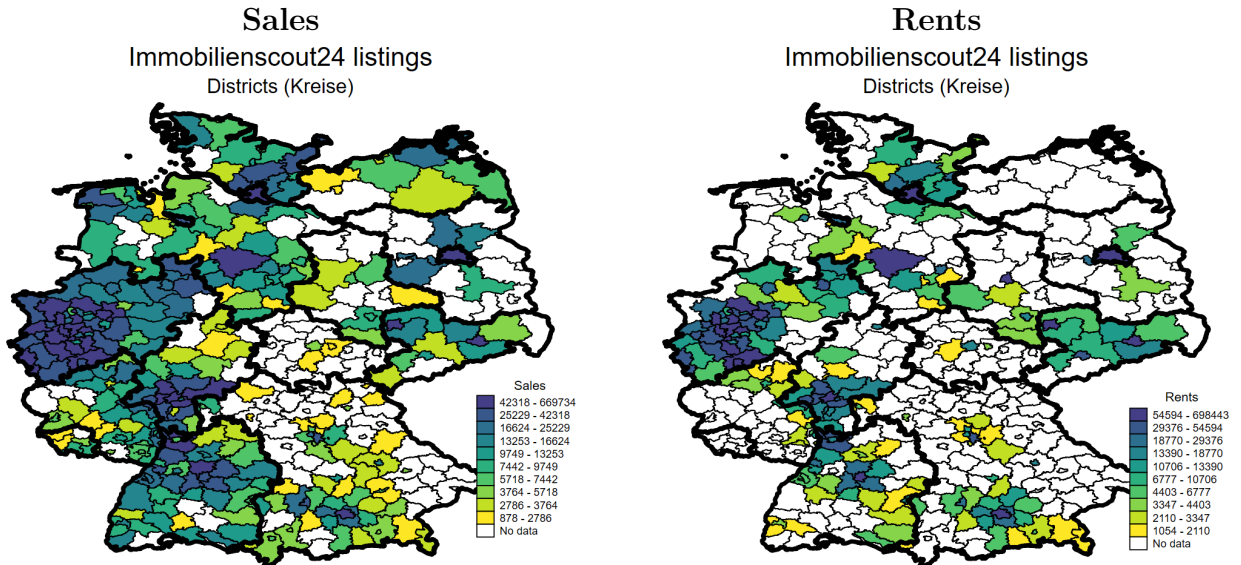 Sales
Immobilienscout24 listings
Districts (Kreise)
Sales
42318 - 669734
25229 - 42318
16624 - 25229
13253 - 16624
9749 - 13253
7442 - 9749
5718 - 7442
3764 - 5718
2786 - 3764
878 - 2786
No data
Rents
Immobilienscout24 listings
Districts (Kreise)
Rents
54594 - 698443
29376 - 54594
18770 - 29376
13390 - 18770
10706 - 13390
6777 - 10706
4403 - 6777
3347 - 4403
2110 - 3347
1054 - 2110
No data